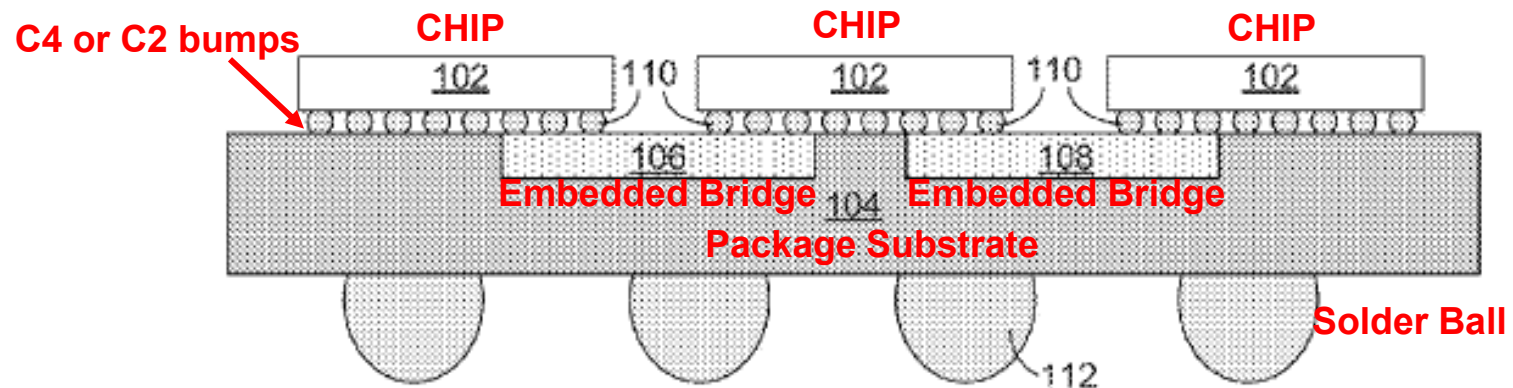 C4 or C2 bumps
CHIP
CHIP
CHIP
102
110
102
110
102
106
108
Embedded Bridge
104
Embedded Bridge
Package Substrate
Solder Ball
112